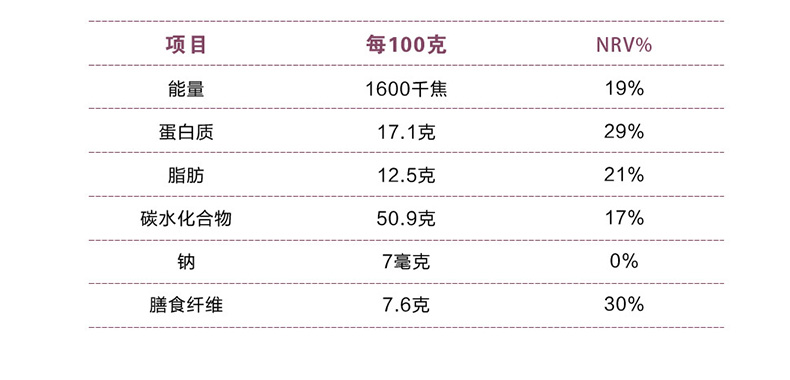 项目 每100克 NRV%
能量 1600千焦 19%
蛋白质 17.1克 29%
脂肪 12.5克 21%
碳水化合物 50.9克 17%
钠 7毫克 0%
膳食纤维 7.6克 30%